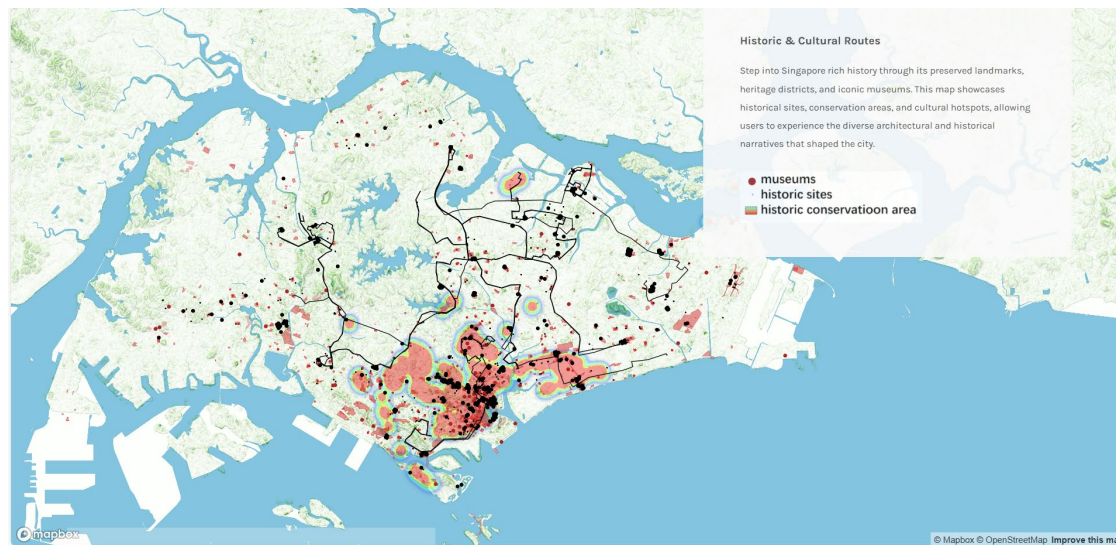 Historic & Cultural Routes
Step into Singapore rich history through its preserved landmarks,
heritage districts, and iconic museums. This map showcases
historical sites, conservation areas, and cultural hotspots, allowing
users to experience the diverse architectural and historical
narratives that shaped the city.
museums
historic sites
historic conservatioon area
mapbox
© Mapbox © OpenStreetMap Improve this ma